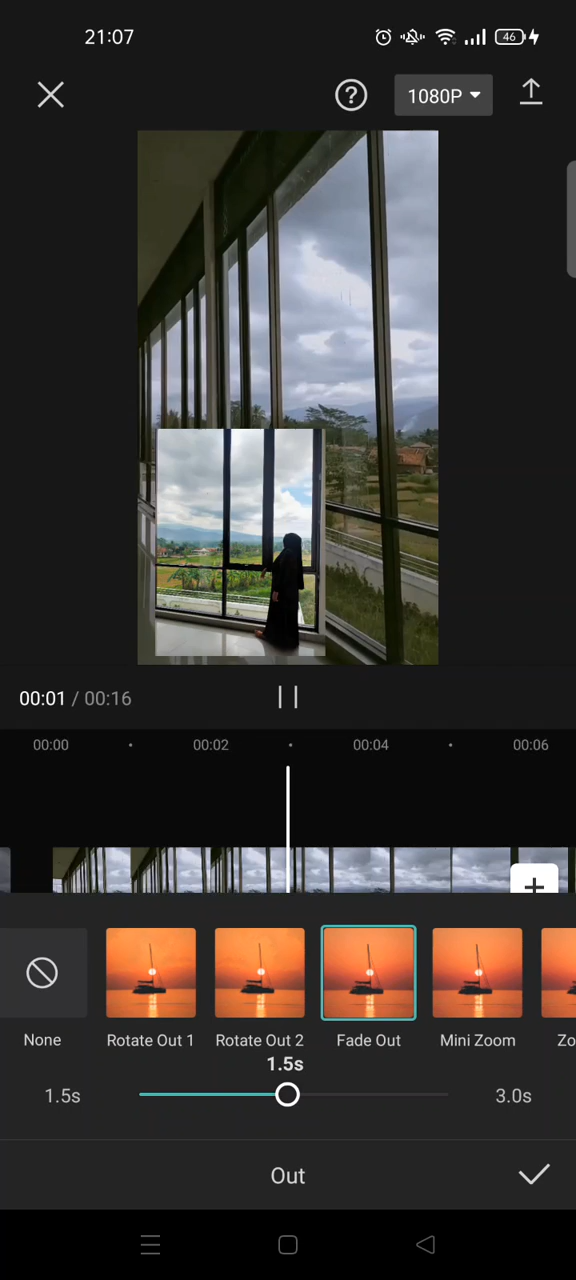 21:07
46
1080P
00:01 / 00:16
00:00 00:02 00:04 00:06
None Rotate Out 1 Rotate Out 2 Fade Out Mini Zoom Zo
1.5s
1.5s 3.0s
Out